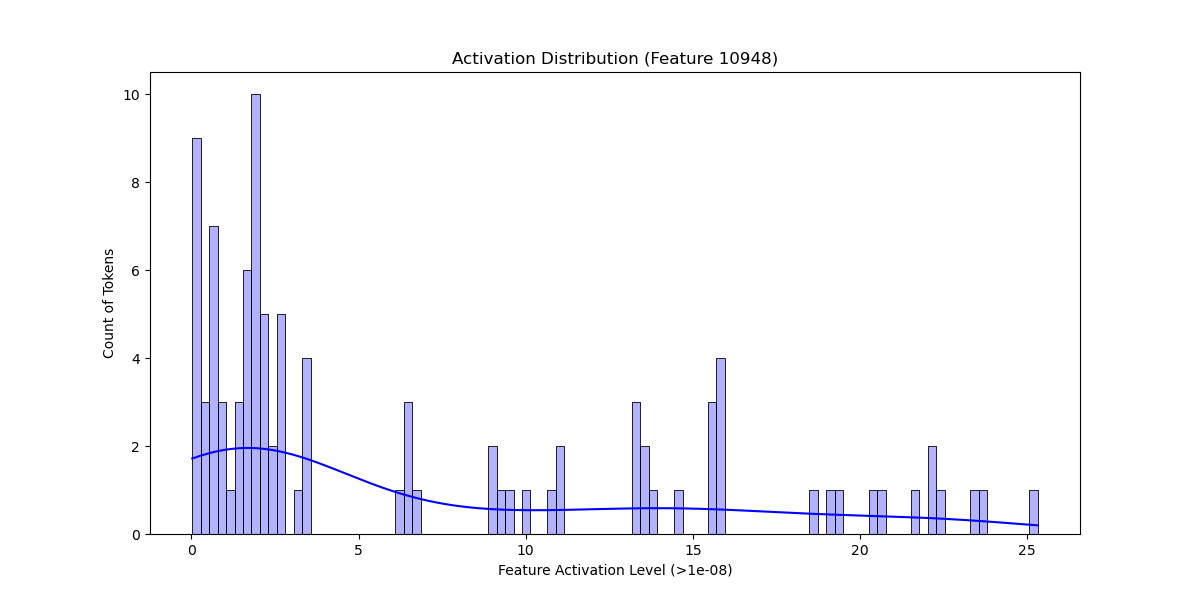 Activation Distribution (Feature 10948)
10
8
6
4
2
0
Count of Tokens
0 5 10 15 20 25
Feature Activation Level (>1e-08)